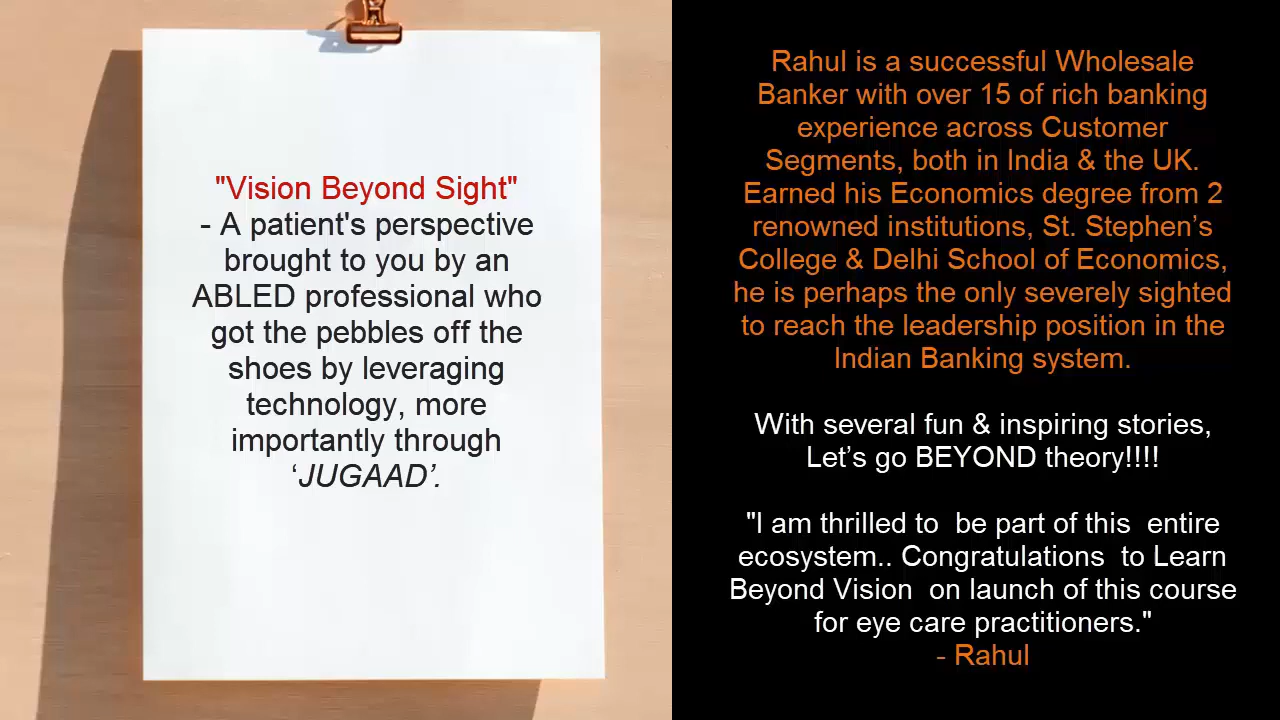 "Vision Beyond Sight"
- A patient's perspective
brought to you by an
ABLED professional who
got the pebbles off the
shoes by leveraging
technology, more
importantly through
‘JUGAAD’.
Rahul is a successful Wholesale
Banker with over 15 of rich banking
experience across Customer
Segments, both in India & the UK.
Earned his Economics degree from 2
renowned institutions, St. Stephen’s
College & Delhi School of Economics,
he is perhaps the only severely sighted
to reach the leadership position in the
Indian Banking system.
With several fun & inspiring stories,
Let’s go BEYOND theory!!!!
"I am thrilled to  be part of this  entire
ecosystem.. Congratulations  to Learn
Beyond Vision  on launch of this course
for eye care practitioners."
- Rahul